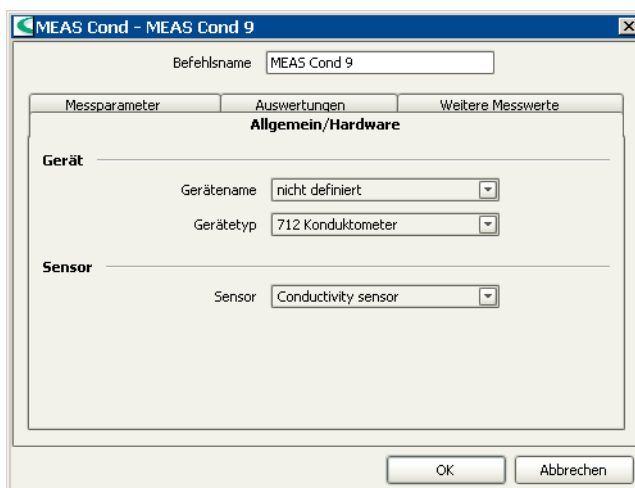 MEAS Cond - MEAS Cond 9
Befehlsname MEAS Cond 9
Messparameter Auswertungen Weitere Messwerte
Allgemein/Hardware
Gerät
Gerätename nicht definiert
Gerätetyp 712 Konduktometer
Sensor
Sensor Conductivity sensor
OK Abbrechen